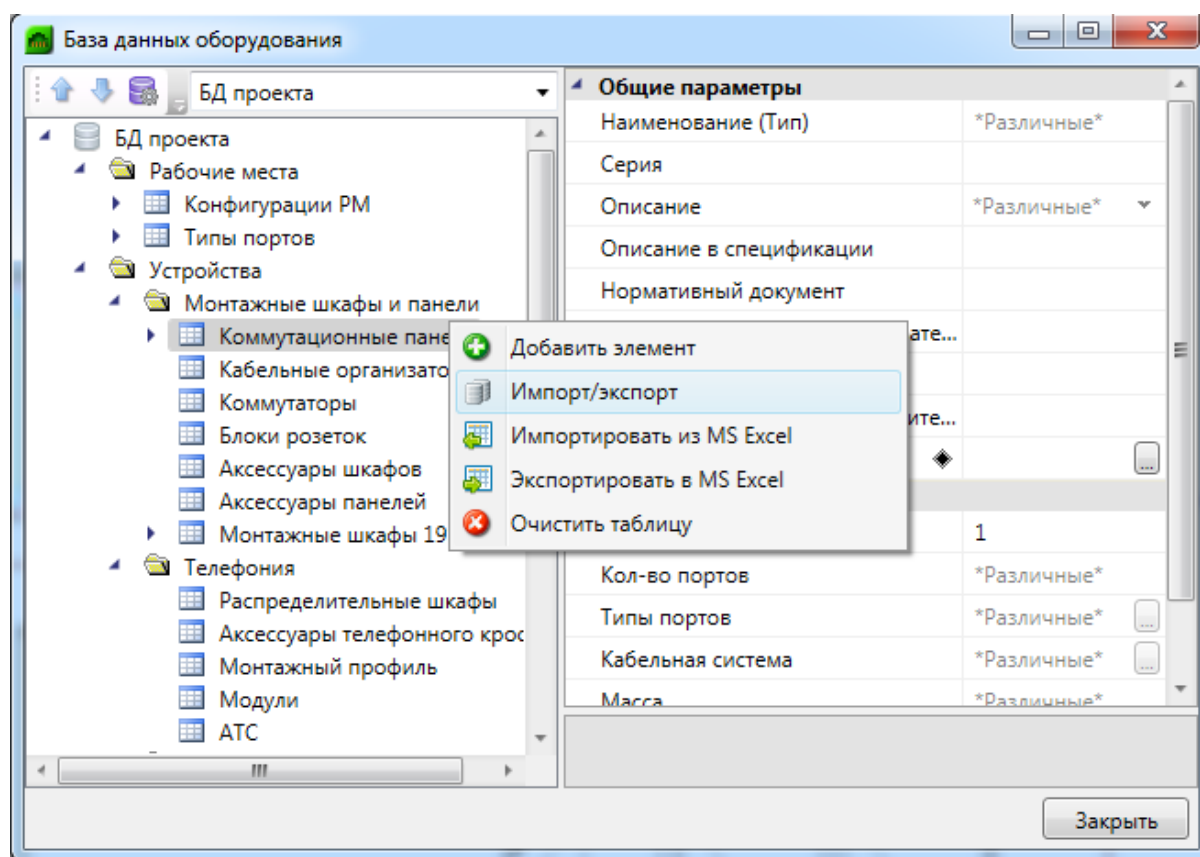 База данных оборудования
БД проекта
БД проекта
Рабочие места
Конфигурации РМ
Типы портов
Устройства
Монтажные шкафы и панели
Коммутационные пане
Кабельные организато
Коммутаторы
Блоки розеток
Аксессуары шкафов
Аксессуары панелей
Монтажные шкафы 19
Телефония
Распределительные шкафы
Аксессуары телефонного крос
Монтажный профиль
Модули
АТС
Добавить элемент
Импорт/экспорт
Импортировать из MS Excel
Экспортировать в MS Excel
Очистить таблицу
Общие параметры
Наименование (Тип) *Различные*
Серия
Описание *Различные*
Описание в спецификации
Нормативный документ
ате...
ите...
...
1
Кол-во портов *Различные*
Типы портов *Различные* ...
Кабельная система *Различные* ...
Масса *Различные*
Закрыть